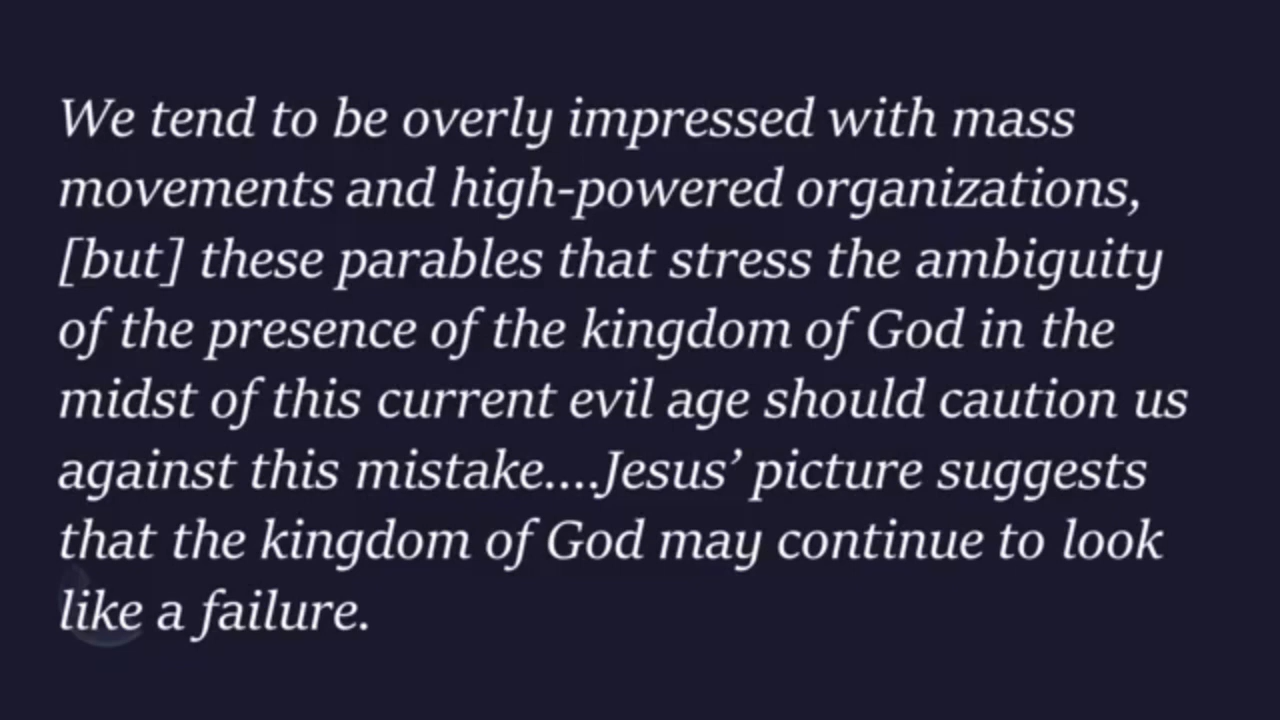 We tend to be overly impressed with mass
movements and high-powered organizations,
[but] these parables that stress the ambiguity
of the presence of the kingdom of God in the
midst of this current evil age should caution us
against this mistake....Jesus’ picture suggests
that the kingdom of God may continue to look
like a failure.